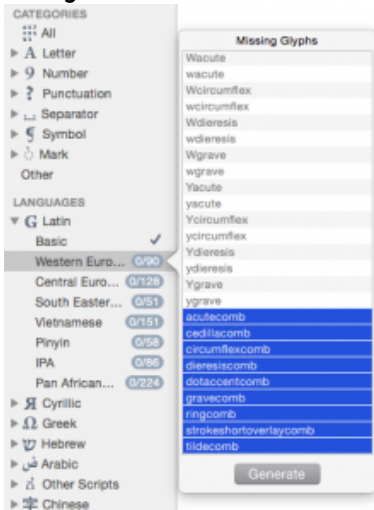 CATEGORIES
All
A Letter
9 Number
? Punctuation
Separator
§ Symbol
Mark
Other
LANGUAGES
G Latin
Basic ✓
Western Euro... 0/90
Central Euro... 0/128
South Easter... 0/51
Vietnamese 0/151
Pinyin 0/58
IPA 0/86
Pan African... 0/224
Я Cyrillic
Ω Greek
Hebrew
Arabic
Other Scripts
字 Chinese
Missing Glyphs
Wacute
wacute
Wcircumflex
wcircumflex
Wdieresis
wdieresis
Wgrave
wgrave
Yacute
yacute
Ycircumflex
ycircumflex
Ydieresis
ydieresis
Ygrave
ygrave
acutecomb
cedillacomb
circumflexcomb
dieresiscomb
dotaccentcomb
gravecomb
ringcomb
strokeshortoverlaycomb
tildecomb
Generate